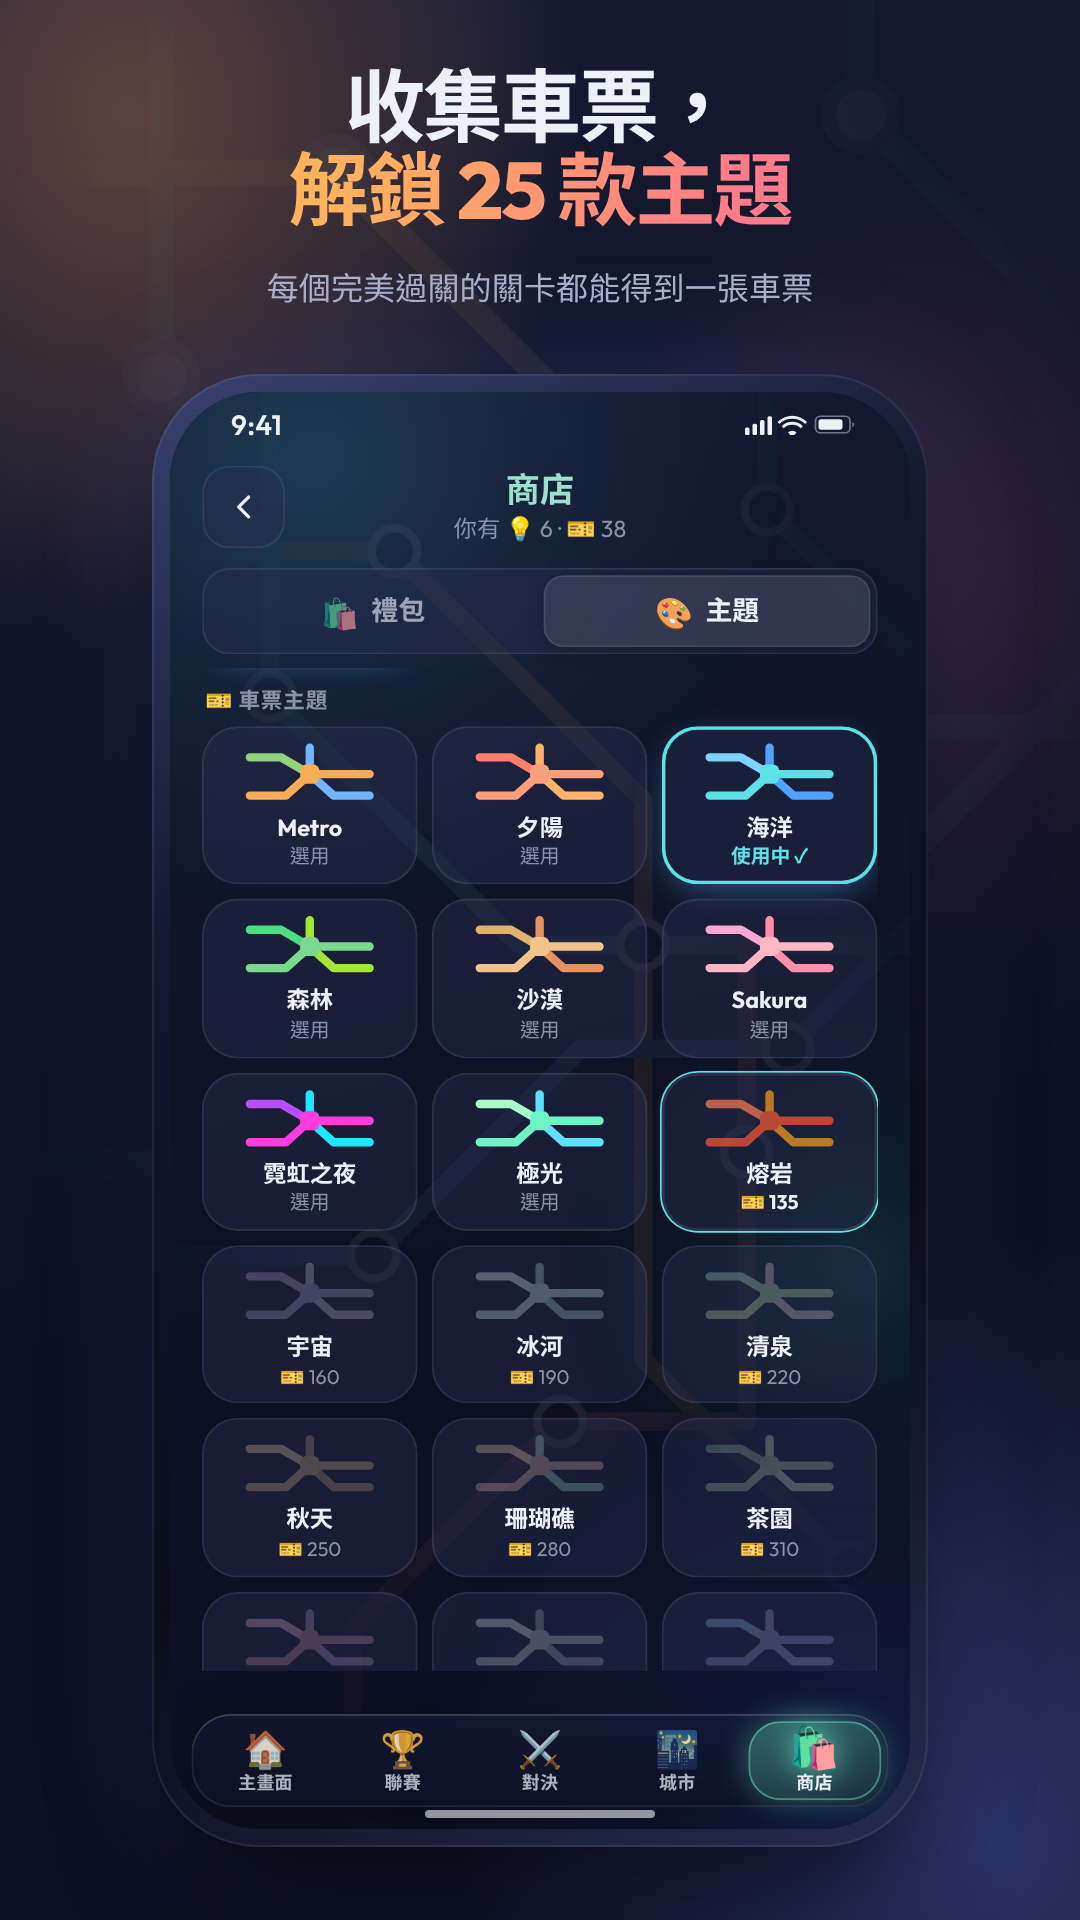 收集車票，
解鎖 25 款主題
每個完美過關的關卡都能得到一張車票
9:41
商店
你有 💡 6 · 🎫 38
🛍️ 禮包
🎨 主題
🎫 車票主題
Metro
選用
夕陽
選用
海洋
使用中 ✓
森林
選用
沙漠
選用
Sakura
選用
霓虹之夜
選用
極光
選用
熔岩
🎫 135
宇宙
🎫 160
冰河
🎫 190
清泉
🎫 220
秋天
🎫 250
珊瑚礁
🎫 280
茶園
🎫 310
主畫面
聯賽
對決
城市
商店